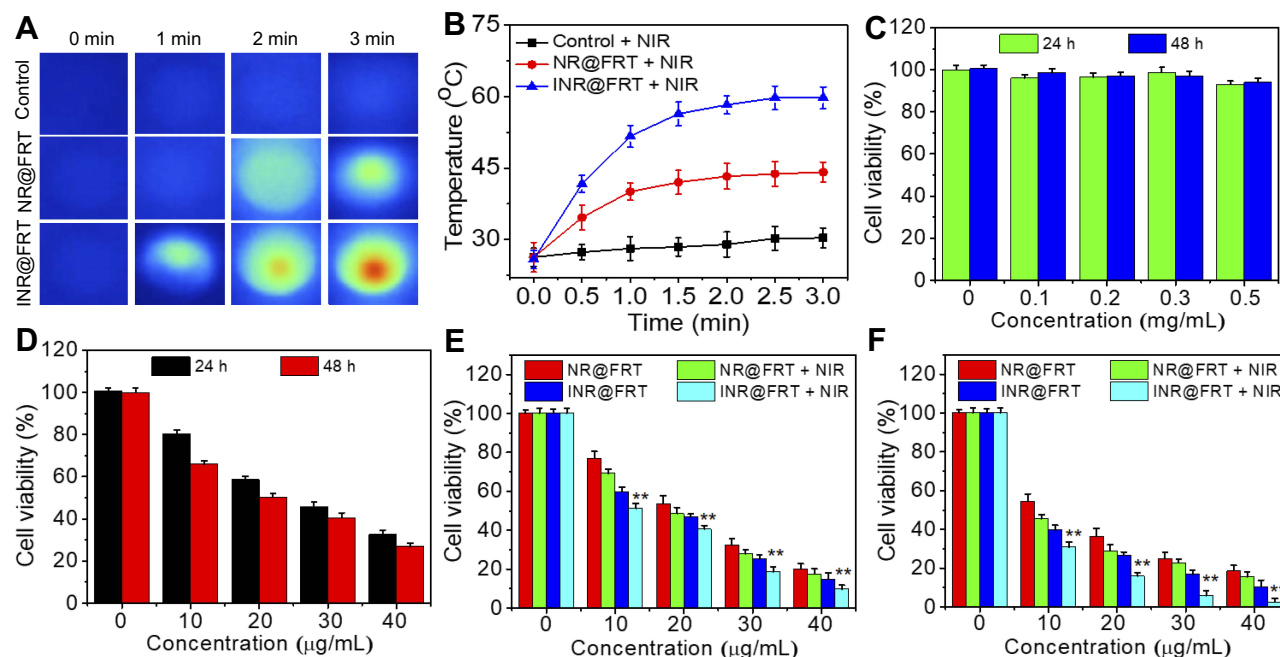 A
0 min 1 min 2 min 3 min
Control
NR@FRT
INR@FRT
B
75
60
45
30
Temperature (°C)
Control + NIR
NR@FRT + NIR
INR@FRT + NIR
0.0 0.5 1.0 1.5 2.0 2.5 3.0
Time (min)
C
120
100
80
60
40
20
0
Cell viability (%)
24 h 48 h
0 0.1 0.2 0.3 0.5
Concentration (mg/mL)
D
120
100
80
60
40
20
0
Cell viability (%)
24 h 48 h
0 10 20 30 40
Concentration (μg/mL)
E
120
100
80
60
40
20
0
Cell viability (%)
NR@FRT NR@FRT + NIR
INR@FRT INR@FRT + NIR
** ** ** **
0 10 20 30 40
Concentration (μg/mL)
F
120
100
80
60
40
20
0
Cell viability (%)
NR@FRT NR@FRT + NIR
INR@FRT INR@FRT + NIR
** ** ** **
0 10 20 30 40
Concentration (μg/mL)